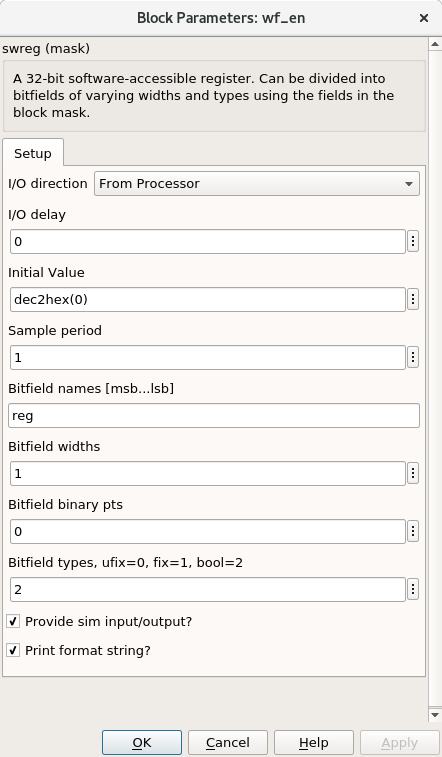 Block Parameters: wf_en
swreg (mask)
A 32-bit software-accessible register. Can be divided into
bitfields of varying widths and types using the fields in the
block mask.
Setup
I/O direction From Processor
I/O delay
0
Initial Value
dec2hex(0)
Sample period
1
Bitfield names [msb...lsb]
reg
Bitfield widths
1
Bitfield binary pts
0
Bitfield types, ufix=0, fix=1, bool=2
2
Provide sim input/output?
Print format string?
OK Cancel Help Apply